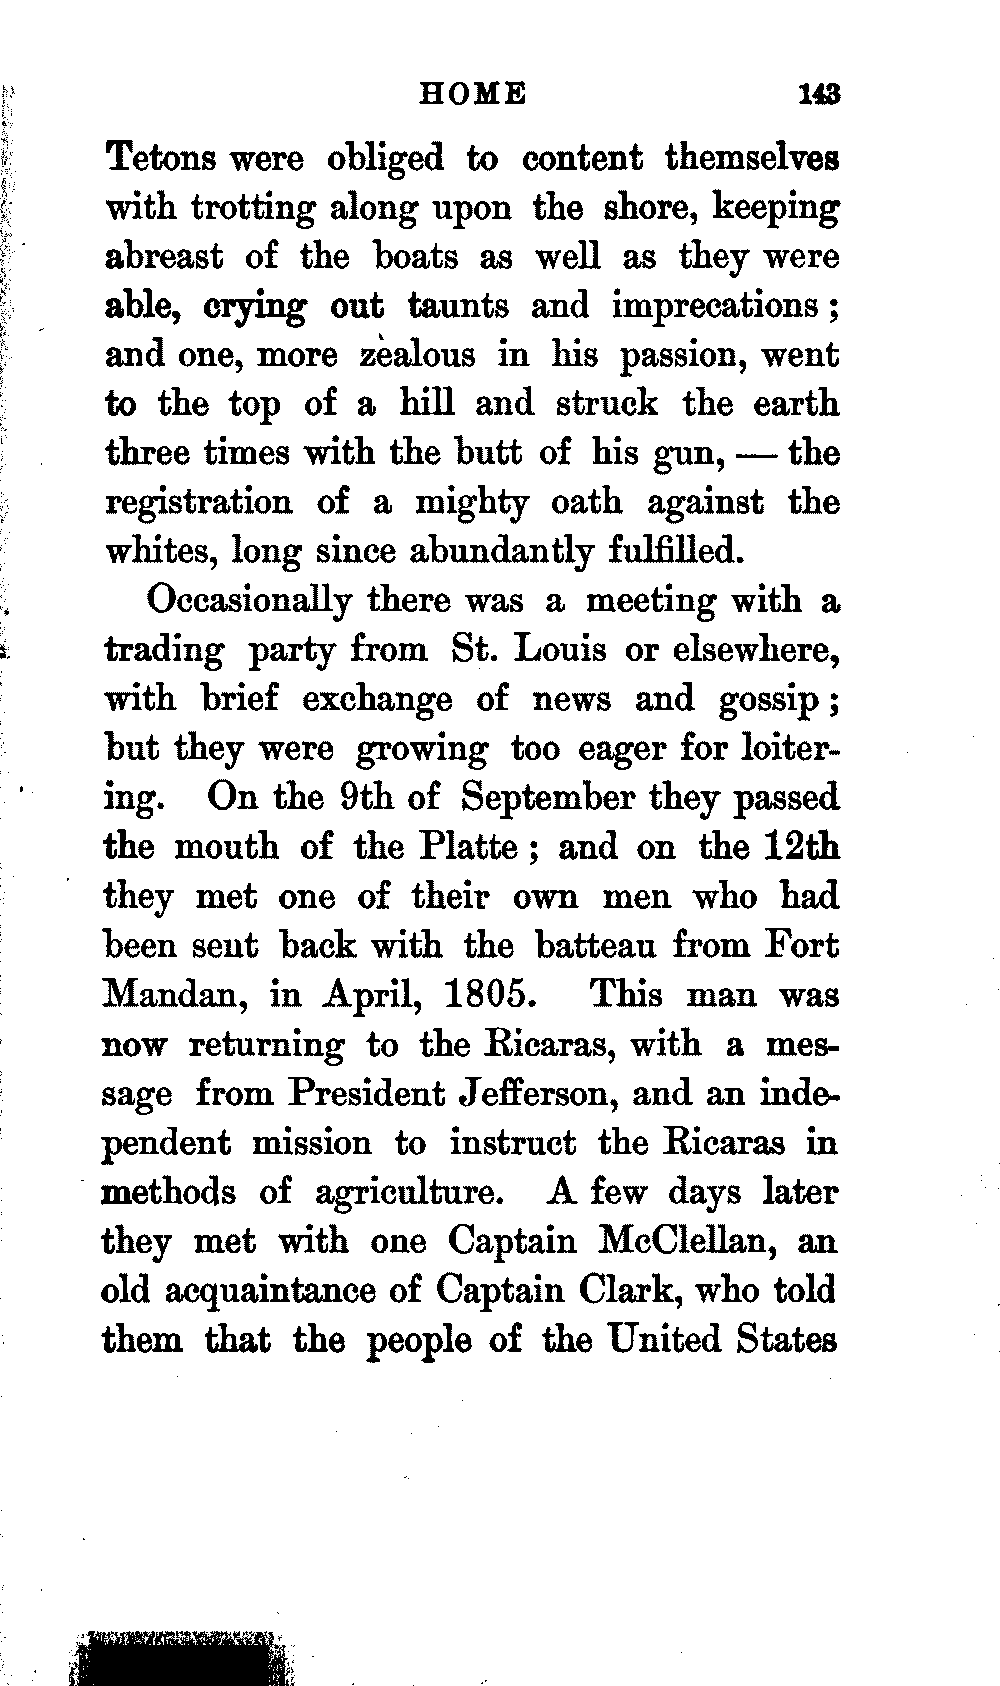 HOME 143
Tetons were obliged to content themselves
with trotting along upon the shore, keeping
abreast of the boats as well as they were
able, crying out taunts and imprecations ;
and one, more zealous in his passion, went
to the top of a hill and struck the earth
three times with the butt of his gun, — the
registration of a mighty oath against the
whites, long since abundantly fulfilled.
Occasionally there was a meeting with a
trading party from St. Louis or elsewhere,
with brief exchange of news and gossip ;
but they were growing too eager for loiter-
ing. On the 9th of September they passed
the mouth of the Platte ; and on the 12th
they met one of their own men who had
been sent back with the batteau from Fort
Mandan, in April, 1805. This man was
now returning to the Ricaras, with a mes-
sage from President Jefferson, and an inde-
pendent mission to instruct the Ricaras in
methods of agriculture. A few days later
they met with one Captain McClellan, an
old acquaintance of Captain Clark, who told
them that the people of the United States